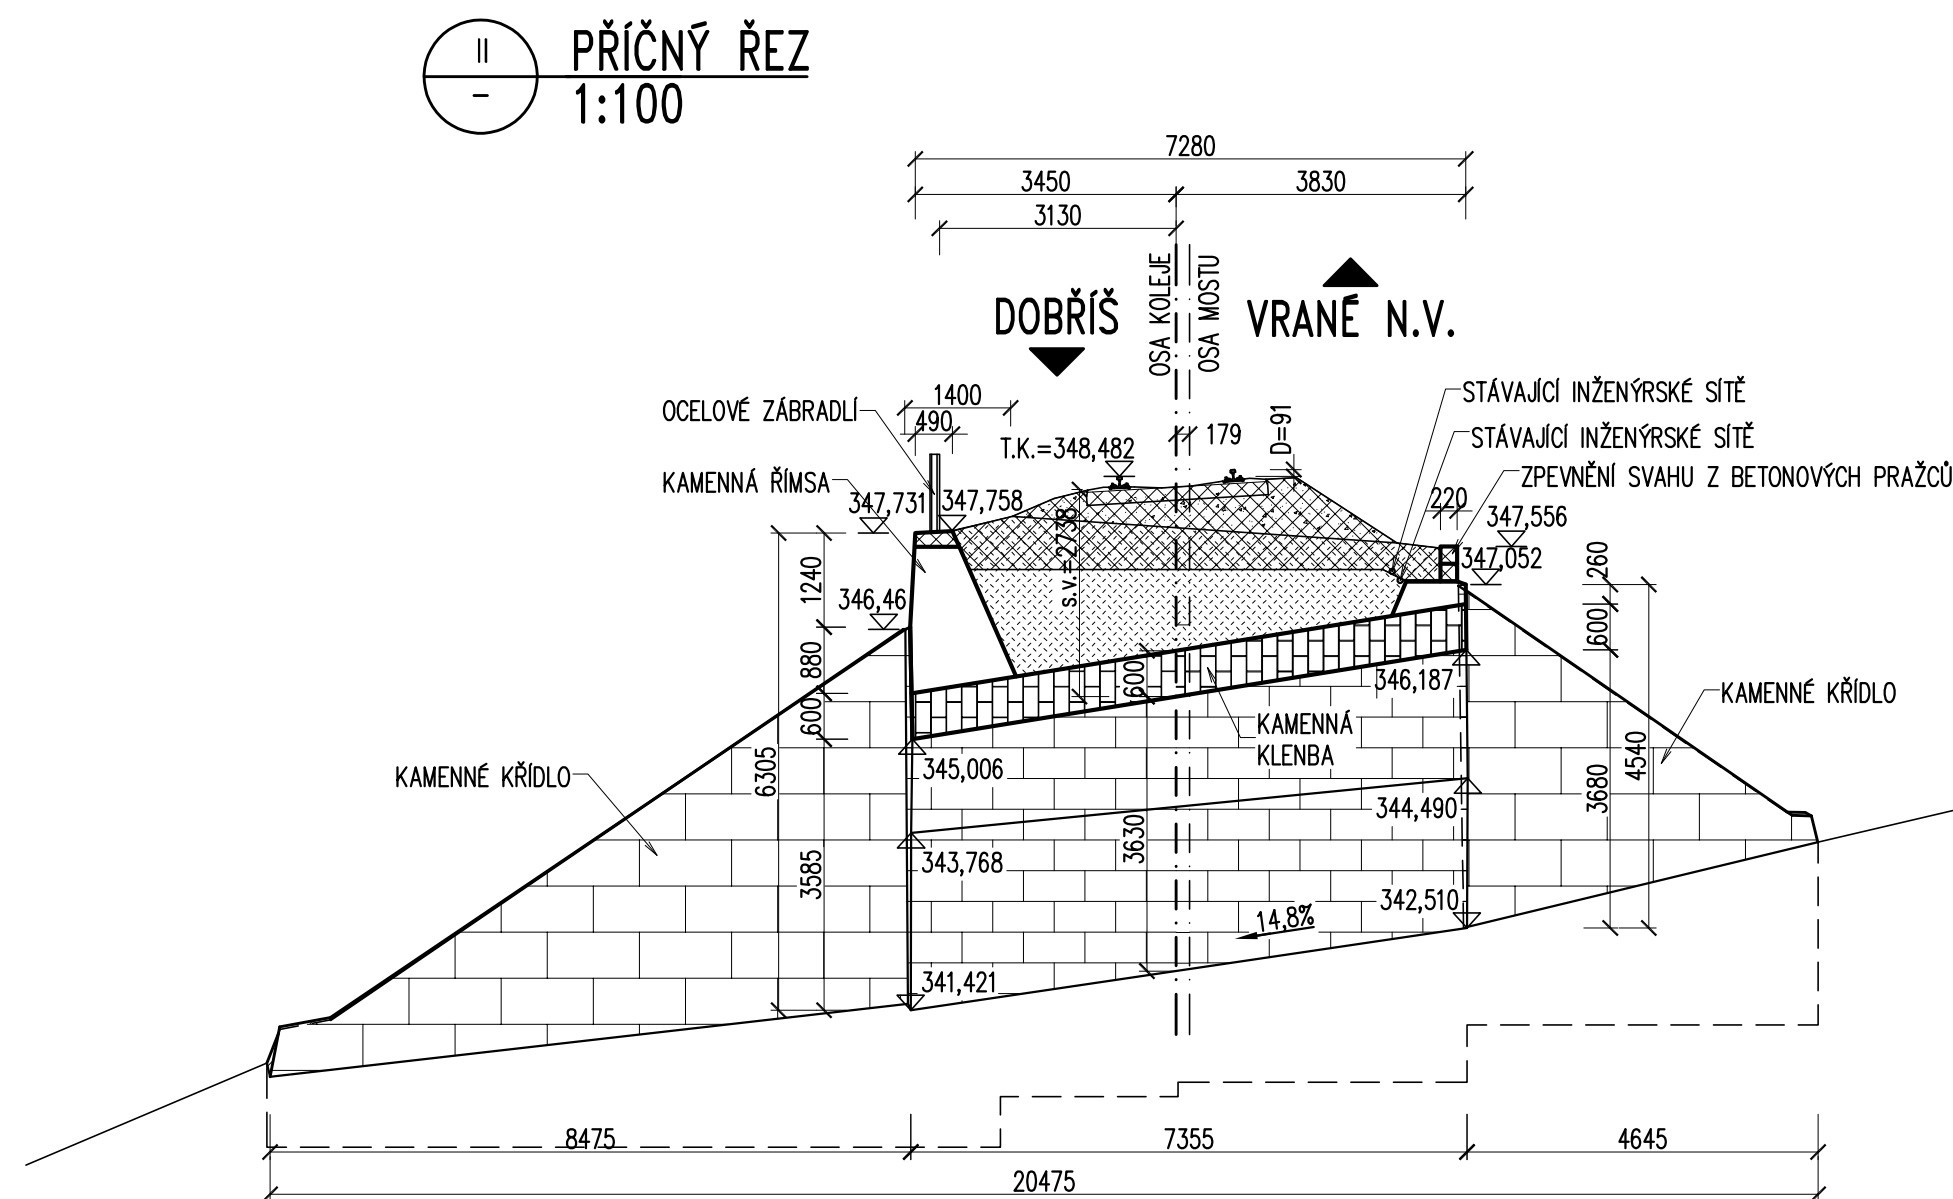 II
PŘÍČNÝ ŘEZ
–
1:100
7280
3450
3830
3130
OSA KOLEJE
OSA MOSTU
DOBŘÍŠ
VRANÉ N.V.
STÁVAJÍCÍ INŽENÝRSKÉ SÍTĚ
OCELOVÉ ZÁBRADLÍ
1400
490
T.K.=348,482
179
D=91
STÁVAJÍCÍ INŽENÝRSKÉ SÍTĚ
KAMENNÁ ŘÍMSA
ZPEVNĚNÍ SVAHU Z BETONOVÝCH PRAŽCŮ
347,731
347,758
220
347,556
347,052
s.v.=2738
1240
260
346,46
600
880
600
346,187
KAMENNÉ KŘÍDLO
600
KAMENNÁ
KLENBA
6305
345,006
4540
KAMENNÉ KŘÍDLO
3680
344,490
3630
343,768
3585
342,510
14,8%
341,421
8475
7355
4645
20475